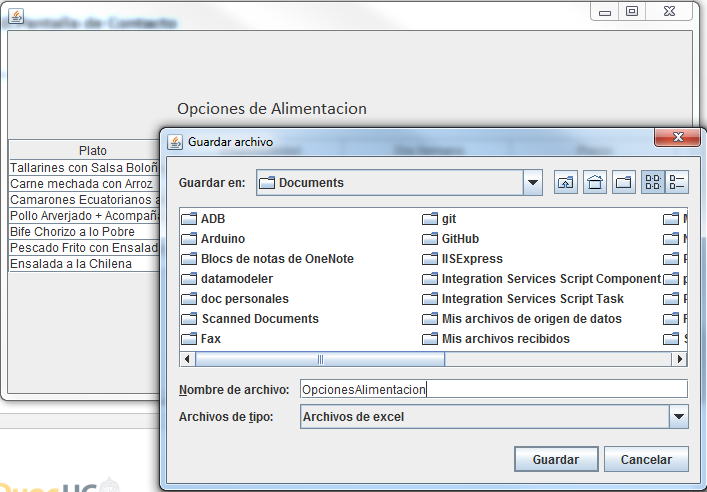 Pantalla de Contacto
Opciones de Alimentacion
Plato
Tallarines con Salsa Boloñ
Carne mechada con Arroz
Camarones Ecuatorianos a
Pollo Arverjado + Acompaña
Bife Chorizo a lo Pobre
Pescado Frito con Ensalad
Ensalada a la Chilena
Guardar archivo
Guardar en: Documents
ADB
Arduino
Blocs de notas de OneNote
datamodeler
doc personales
Scanned Documents
Fax
git
GitHub
IISExpress
Integration Services Script Component
Integration Services Script Task
Mis archivos de origen de datos
Mis archivos recibidos
Nombre de archivo: OpcionesAlimentacion
Archivos de tipo: Archivos de excel
Guardar Cancelar